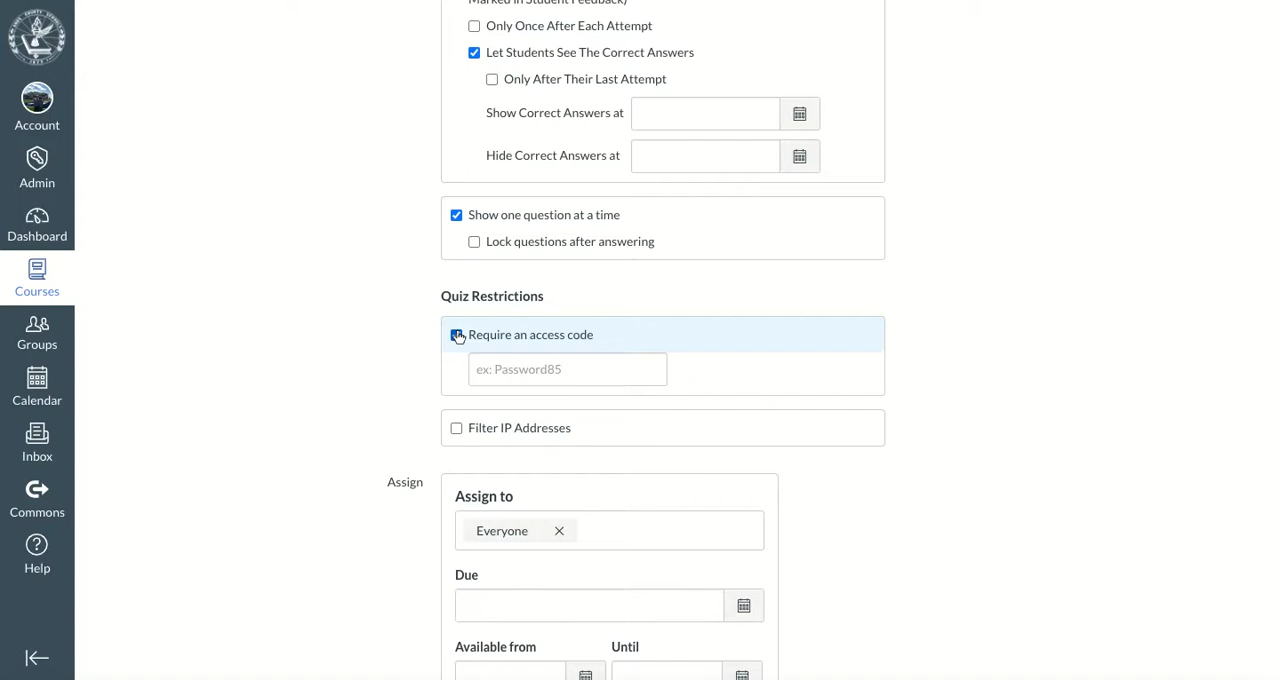 Marked in Student Feedback)
Only Once After Each Attempt
Let Students See The Correct Answers
Only After Their Last Attempt
Show Correct Answers at
Hide Correct Answers at
Show one question at a time
Lock questions after answering
Quiz Restrictions
Require an access code
ex: Password85
Filter IP Addresses
Assign
Assign to
Everyone
Due
Available from
Until
Account
Admin
Dashboard
Courses
Groups
Calendar
Inbox
Commons
Help